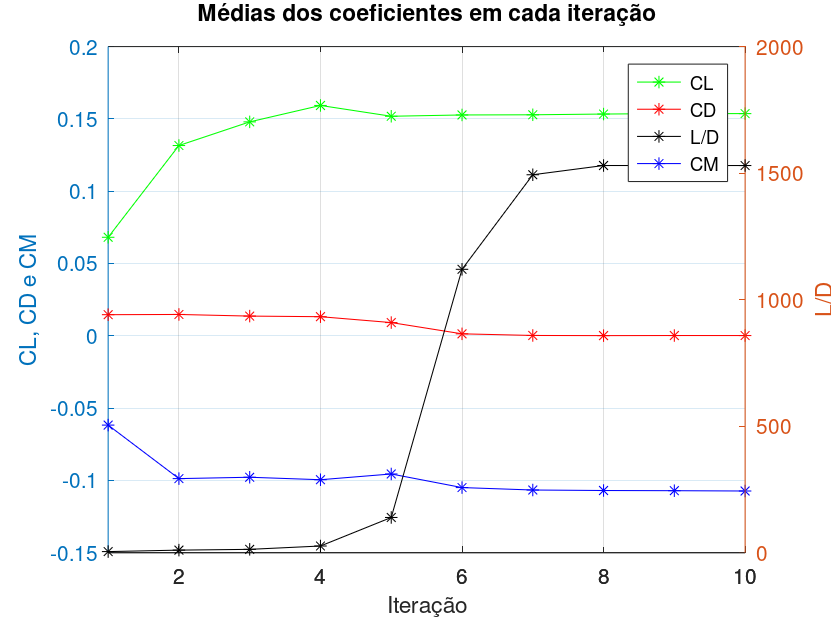 Médias dos coeficientes em cada iteração
0.2
0.15
0.1
0.05
0
-0.05
-0.1
-0.15
CL, CD e CM
2000
1500
1000
500
0
L/D
CL
CD
L/D
CM
2
4
6
8
10
Iteração